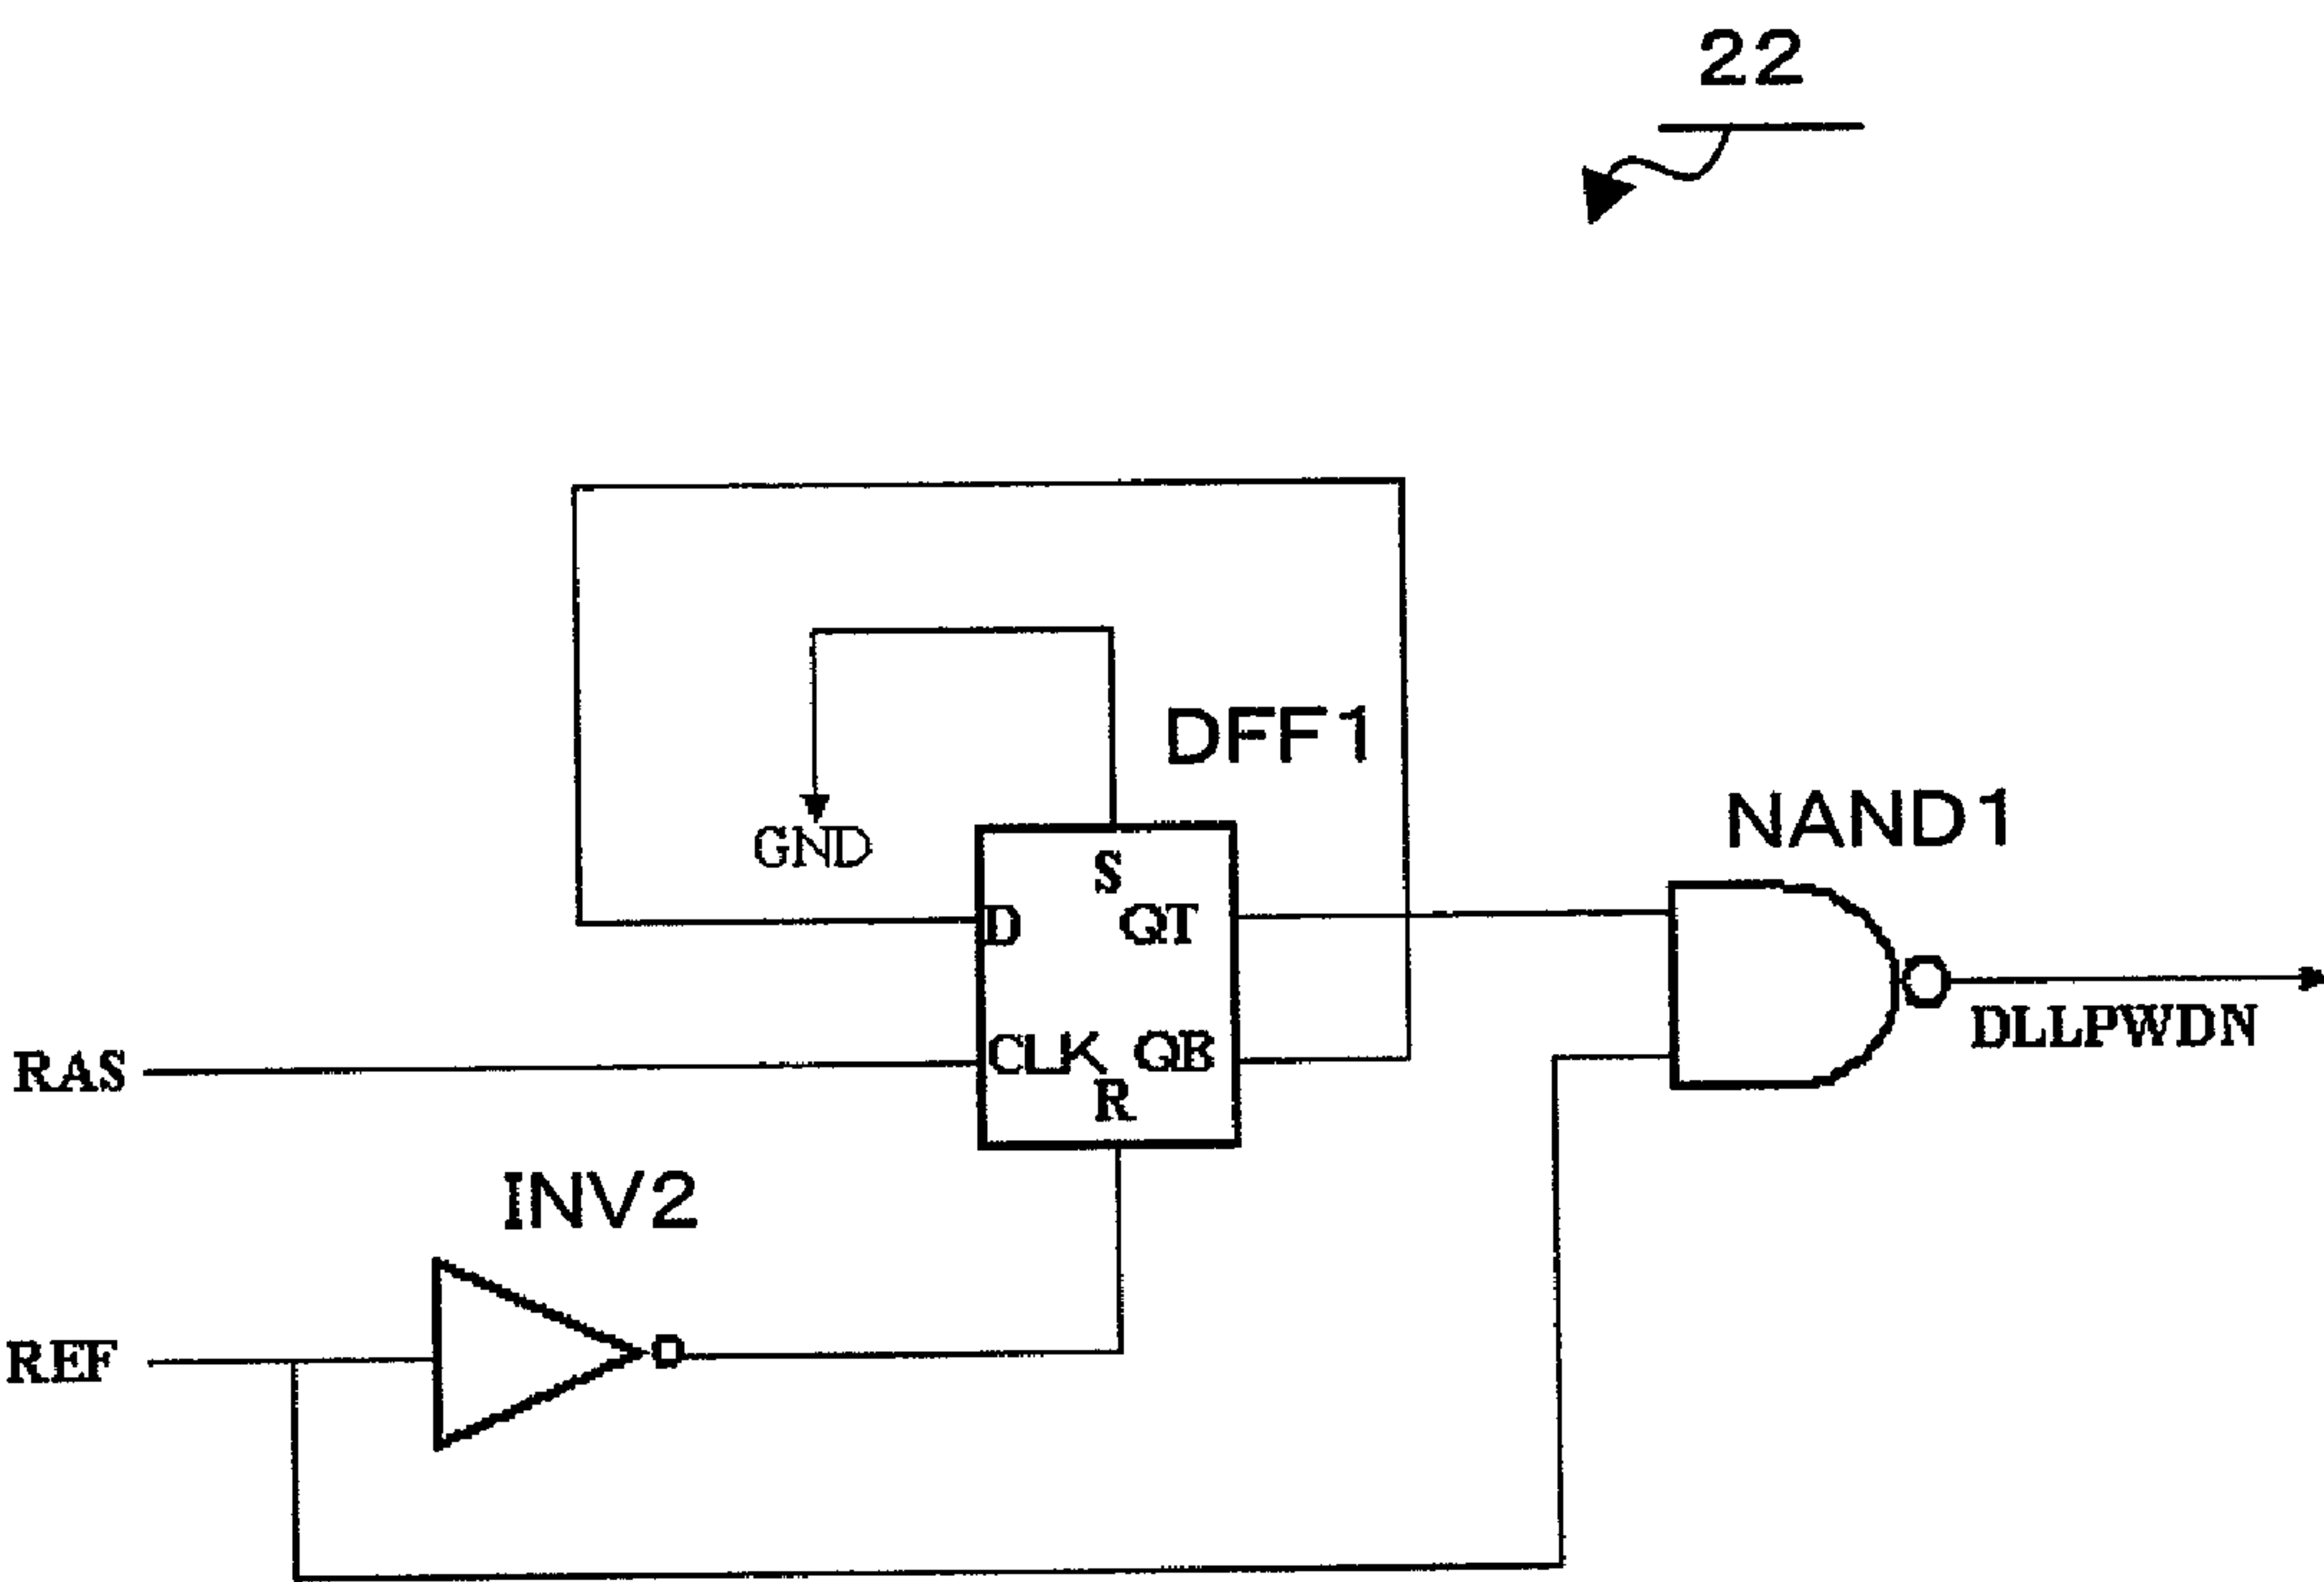 22
DFF1
GND
NAND1
S
D
QT
DLLPWDN
RAS
CLK
QB
R
INV2
REF